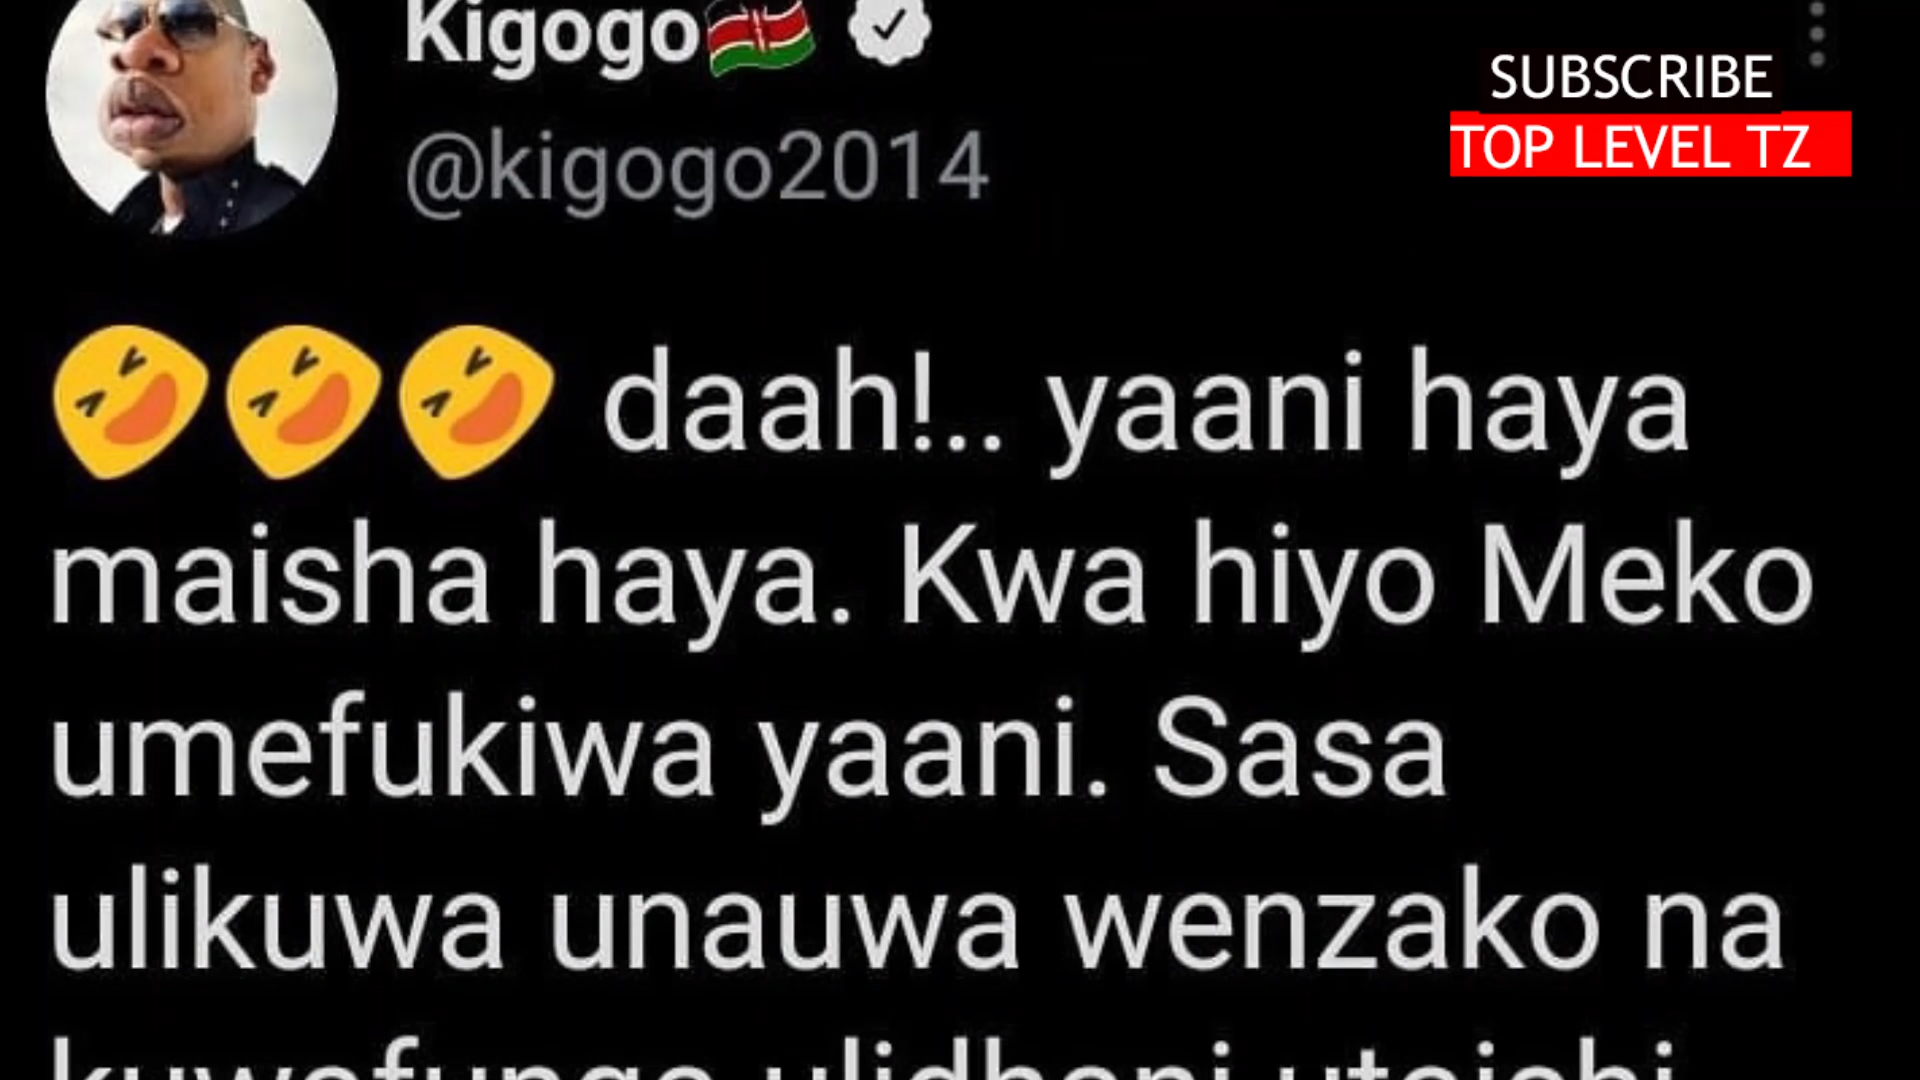 Kigogo🇰🇪
@kigogo2014
SUBSCRIBE
TOP LEVEL TZ
🤣🤣🤣 daah!.. yaani haya
maisha haya. Kwa hiyo Meko
umefukiwa yaani. Sasa
ulikuwa unauwa wenzako na